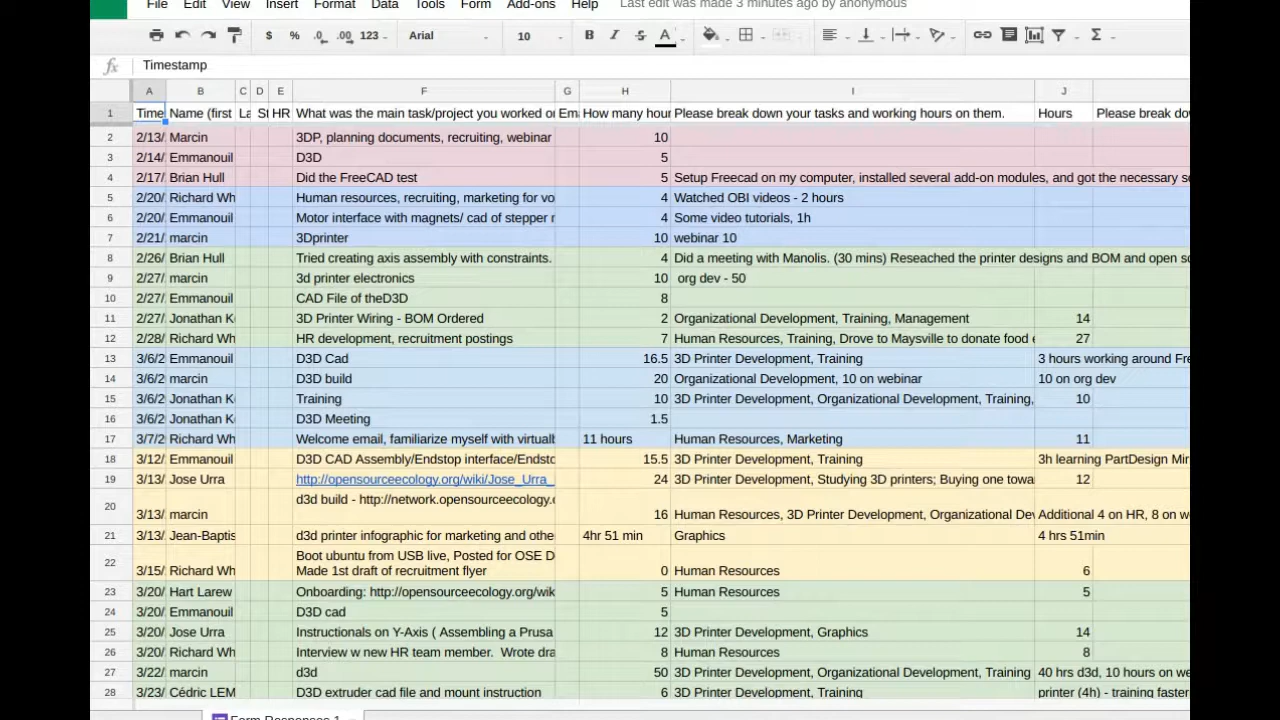 File Edit View Insert Format Data Tools Form Add-ons Help Last edit was made 3 minutes ago by anonymous
$ % .0 .00 123 Arial 10 B I S A Σ
fx Timestamp
A B C D E F G H I J
1 Time Name (first La St HR What was the main task/project you worked on Ema How many hour Please break down your tasks and working hours on them. Hours Please break dov
2 2/13/ Marcin 3DP, planning documents, recruiting, webinar 10
3 2/14/ Emmanouil D3D 5
4 2/17/ Brian Hull Did the FreeCAD test 5 Setup Freecad on my computer, installed several add-on modules, and got the necessary
5 2/20/ Richard Wh Human resources, recruiting, marketing for vo 4 Watched OBI videos - 2 hours
6 2/20/ Emmanouil Motor interface with magnets/ cad of stepper 4 Some video tutorials, 1h
7 2/21/ marcin 3Dprinter 10 webinar 10
8 2/26/ Brian Hull Tried creating axis assembly with constraints. 4 Did a meeting with Manolis. (30 mins) Reseached the printer designs and BOM and open
9 2/27/ marcin 3d printer electronics 10 org dev - 50
10 2/27/ Emmanouil CAD File of theD3D 8
11 2/27/ Jonathan 3D Printer Wiring - BOM Ordered 2 Organizational Development, Training, Management 14
12 2/28/ Richard Wh HR development, recruitment postings 7 Human Resources, Training, Drove to Maysville to donate food 27
13 3/6/2 Emmanouil D3D Cad 16.5 3D Printer Development, Training 3 hours working around Fre
14 3/6/2 marcin D3D build 20 Organizational Development, 10 on webinar 10 on org dev
15 3/6/2 Jonathan Training 10 3D Printer Development, Organizational Development, Training, 10
16 3/6/2 Jonathan D3D Meeting 1.5
17 3/7/2 Richard Wh Welcome email, familiarize myself with virtualb 11 hours Human Resources, Marketing 11
18 3/12/ Emmanouil D3D CAD Assembly/Endstop interface/Endsto 15.5 3D Printer Development, Training 3h learning PartDesign Mir
19 3/13/ Jose Urra http://opensourceecology.org/wiki/Jose_Urra_ 24 3D Printer Development, Studying 3D printers; Buying one towa 12
20 3/13/ marcin d3d build - http://network.opensourceecology.o 16 Human Resources, 3D Printer Development, Organizational Dev Additional 4 on HR, 8 on w
21 3/13/ Jean-Baptis d3d printer infographic for marketing and othe 4hr 51 min Graphics 4 hrs 51min
Boot ubuntu from USB live, Posted for OSE D
22 3/15/ Richard Wh Made 1st draft of recruitment flyer 0 Human Resources 6
23 3/20/ Hart Larew Onboarding: http://opensourceecology.org/wik 5 Human Resources 5
24 3/20/ Emmanouil D3D cad 5
25 3/20/ Jose Urra Instructionals on Y-Axis ( Assembling a Prusa 12 3D Printer Development, Graphics 14
26 3/20/ Richard Wh Interview w new HR team member. Wrote dra 8 Human Resources 8
27 3/22/ marcin d3d 50 3D Printer Development, Organizational Development, Training 40 hrs d3d, 10 hours on we
28 3/23/ Cédric LEM D3D extruder cad file and mount instruction 6 3D Printer Development, Training printer (4h) - training faster
Form Responses 1